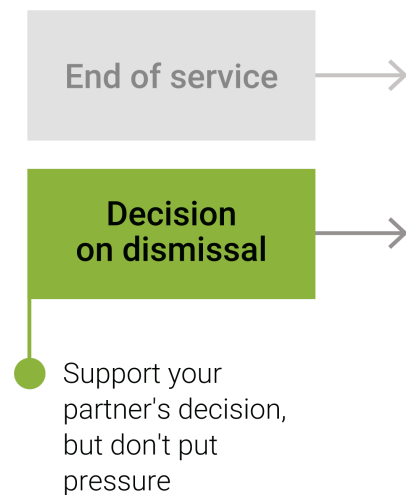 End of service
Decision
on dismissal
Support your
partner's decision,
but don't put
pressure